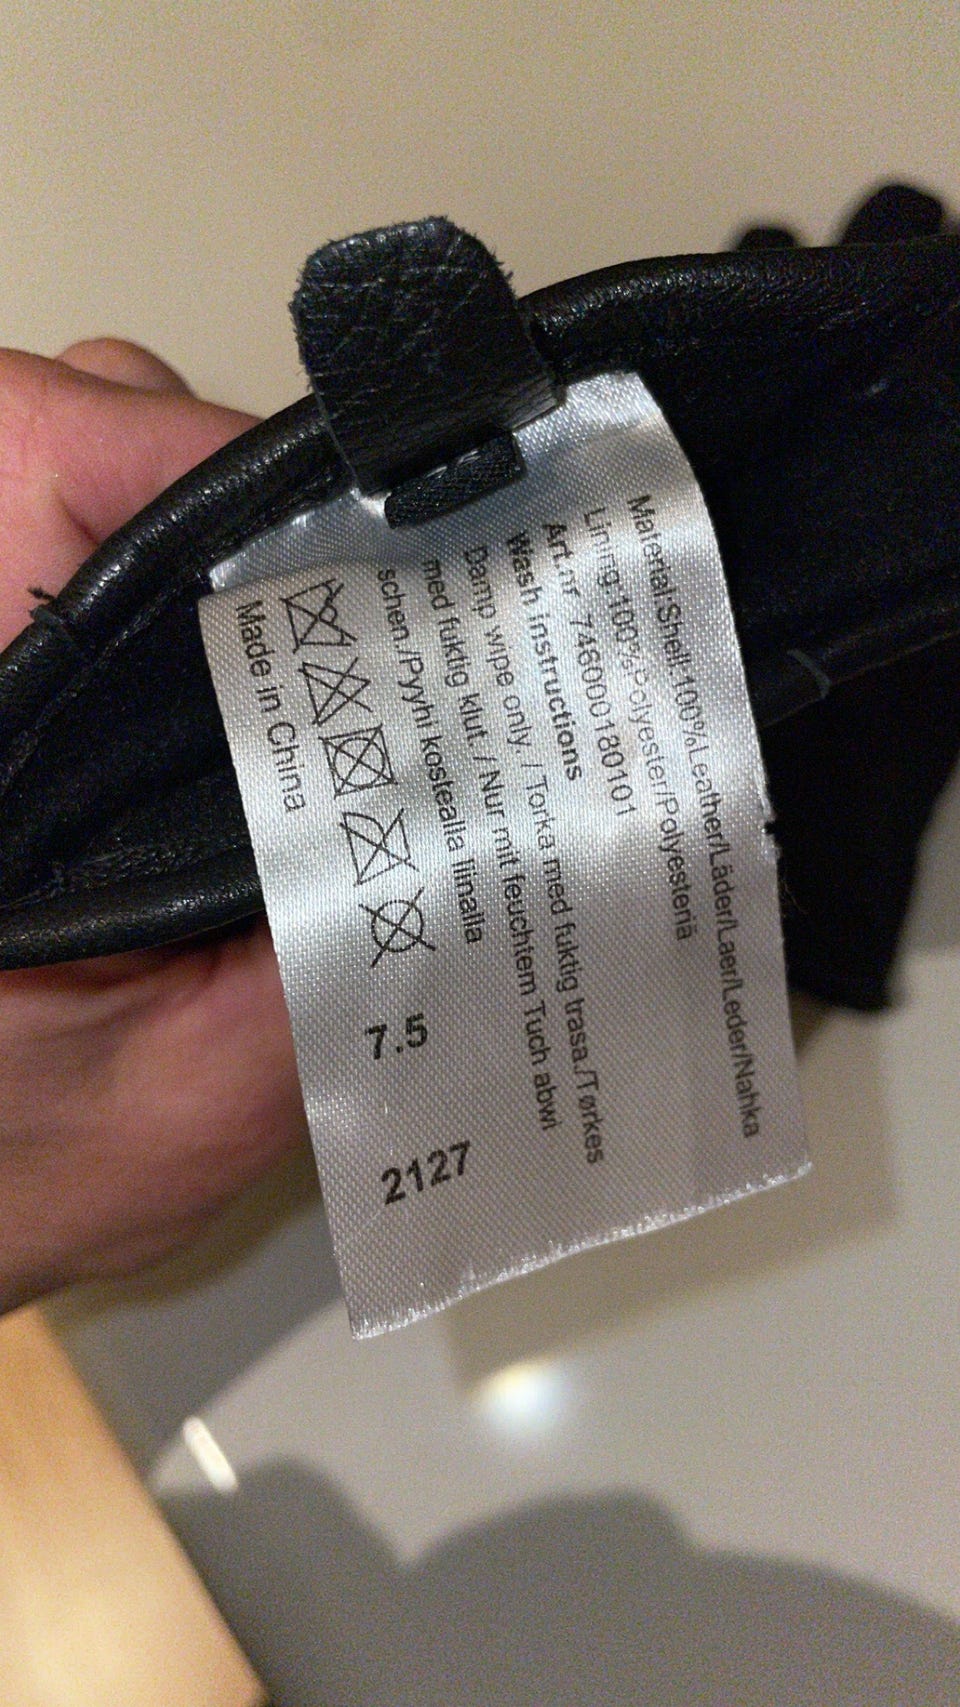 Material:Shell:100%Leather/Läder/Laer/Leder/Nahka
Lining:100%Polyester/Polyesteriä
Art.nr 746000180101
Wash instructions
Damp wipe only / Torka med fuktig trasa./Tørkes
med fuktig klut. / Nur mit feuchtem Tuch abwi
schen./Pyyhi kostealla liinalla
Made in China
7.5
2127